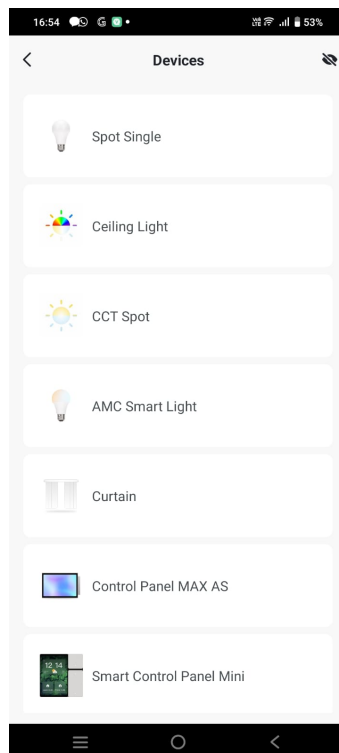 16:54 53%
Devices
Spot Single
Ceiling Light
CCT Spot
AMC Smart Light
Curtain
Control Panel MAX AS
12 14
Smart Control Panel Mini